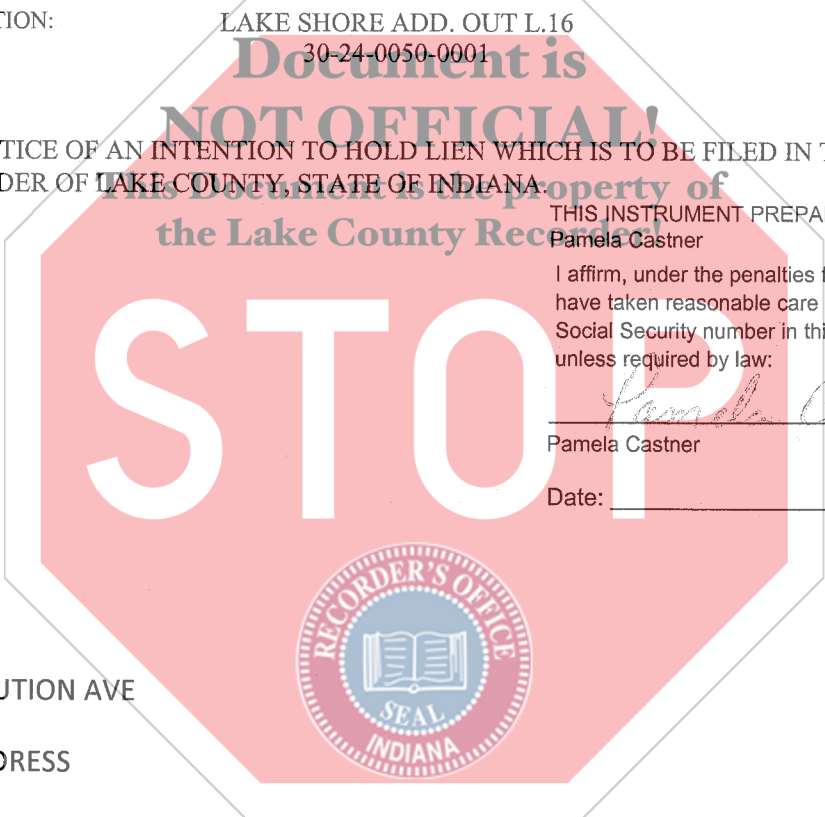 TION: LAKE SHORE ADD. OUT L.16
30-24-0050-0001
Document is
NOT OFFICIAL!
TICE OF AN INTENTION TO HOLD LIEN WHICH IS TO BE FILED IN T
DER OF LAKE COUNTY, STATE OF INDIANA.
This Document is the property of
the Lake County Recorder!
THIS INSTRUMENT PREPA
Pamela Castner
I affirm, under the penalties f
have taken reasonable care
Social Security number in thi
unless required by law:
Pamela C
Pamela Castner
Date:
STOP
RECORDER'S OFFICE
SEAL
INDIANA
UTION AVE
DRESS